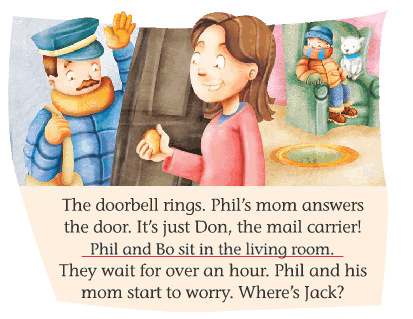 The doorbell rings. Phil's mom answers
the door. It's just Don, the mail carrier!
Phil and Bo sit in the living room.
They wait for over an hour. Phil and his
mom start to worry. Where's Jack?